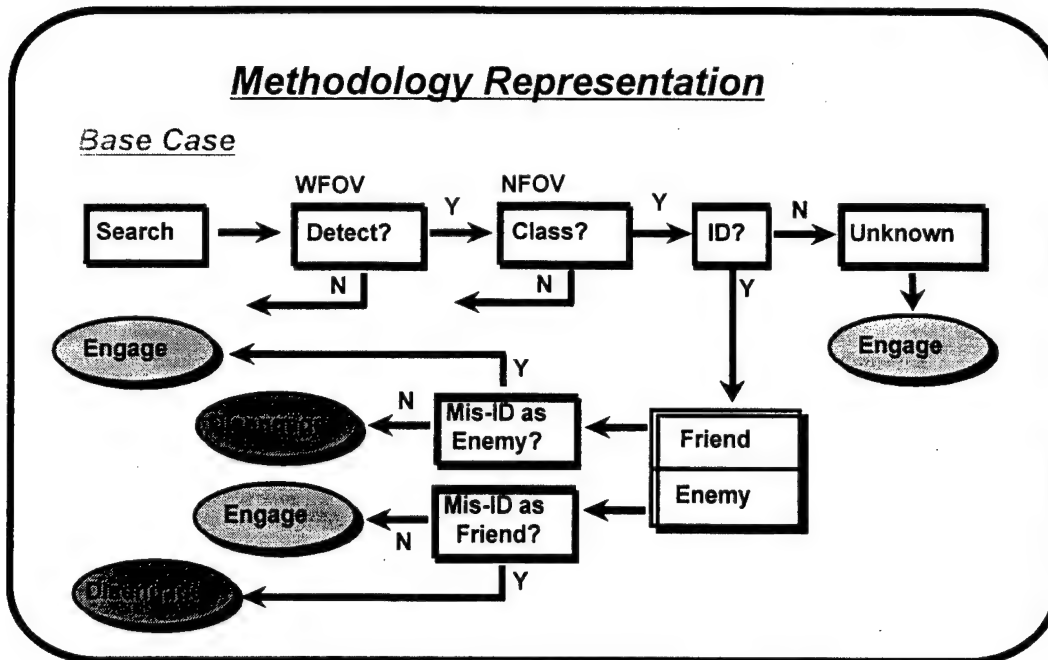 Methodology Representation
Base Case
WFOV
NFOV
Search
Detect?
Y
Class?
Y
ID?
N
Unknown
N
N
Y
Engage
Y
Engage
N
Mis-ID as
Enemy?
Friend
Enemy
Engage
N
Mis-ID as
Friend?
Y